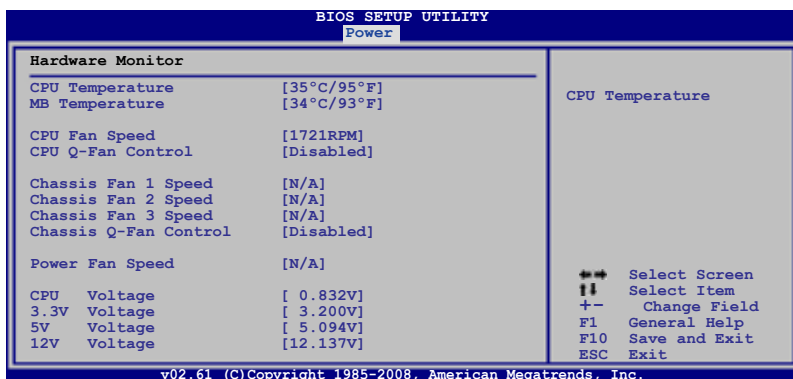 BIOS SETUP UTILITY
Power
Hardware Monitor
CPU Temperature [35°C/95°F]
MB Temperature [34°C/93°F]
CPU Fan Speed [1721RPM]
CPU Q-Fan Control [Disabled]
Chassis Fan 1 Speed [N/A]
Chassis Fan 2 Speed [N/A]
Chassis Fan 3 Speed [N/A]
Chassis Q-Fan Control [Disabled]
Power Fan Speed [N/A]
CPU Voltage [ 0.832V]
3.3V Voltage [ 3.200V]
5V Voltage [ 5.094V]
12V Voltage [12.137V]
CPU Temperature
←→ Select Screen
↑↓ Select Item
+- Change Field
F1 General Help
F10 Save and Exit
ESC Exit
v02.61 (C)Copyright 1985-2008, American Megatrends, Inc.